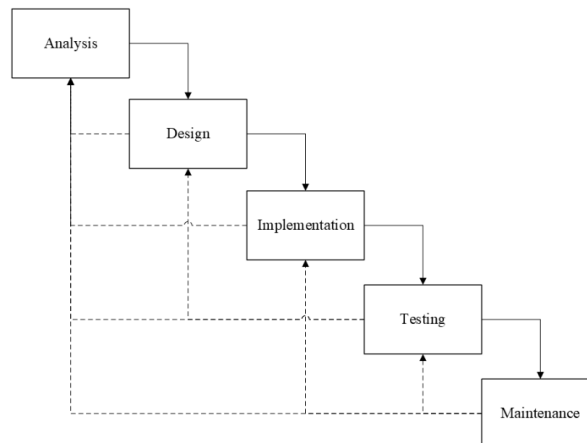 Analysis
Design
Implementation
Testing
Maintenance